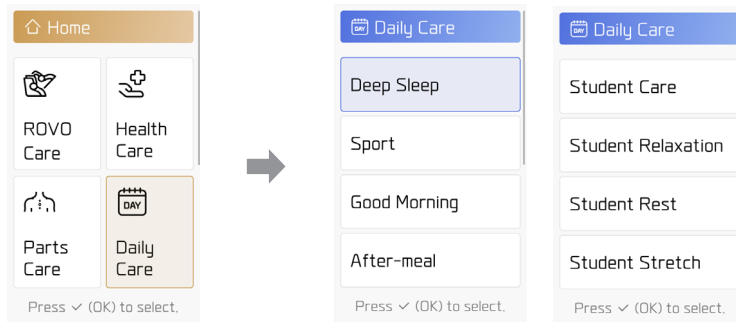 Home
ROVO
Care
Health
Care
Parts
Care
DAY
Daily
Care
Press ✓ (OK) to select.
DAY Daily Care
Deep Sleep
Sport
Good Morning
After-meal
Press ✓ (OK) to select.
DAY Daily Care
Student Care
Student Relaxation
Student Rest
Student Stretch
Press ✓ (OK) to select.